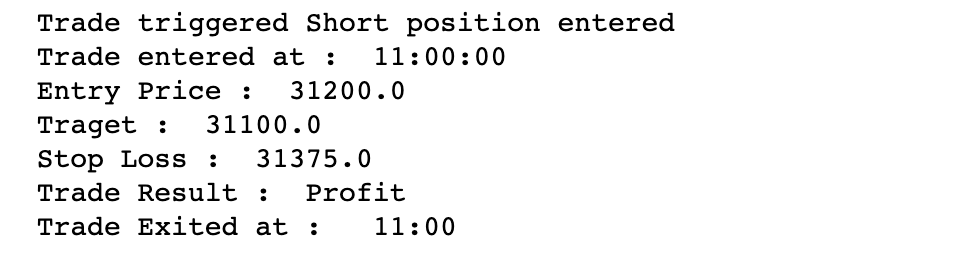 Trade triggered Short position entered
Trade entered at :  11:00:00
Entry Price :  31200.0
Traget :  31100.0
Stop Loss :  31375.0
Trade Result :  Profit
Trade Exited at :   11:00